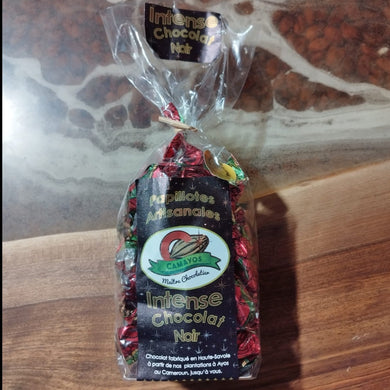 Intense
Chocolat
Noir
Papillotes
Artisanales
CAMAYOS
Maître Chocolatier
Intense
Chocolat
Noir
Chocolat fabriqué en Haute-Savoie
à partir de nos plantations à Ayos
au Cameroun, jusqu'à vous.